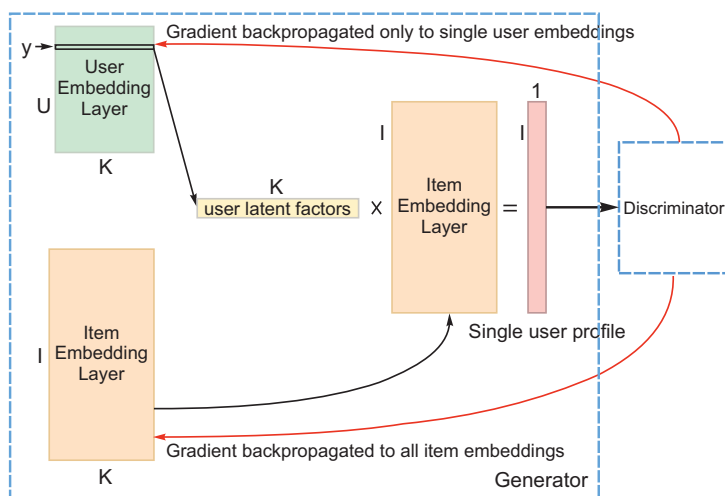 Gradient backpropagated only to single user embeddings
y
User
Embedding
Layer
U
K
1
I
I
K
user latent factors
x
Item
Embedding
Layer
=
Discriminator
Item
Embedding
Layer
I
Single user profile
K
Gradient backpropagated to all item embeddings
Generator